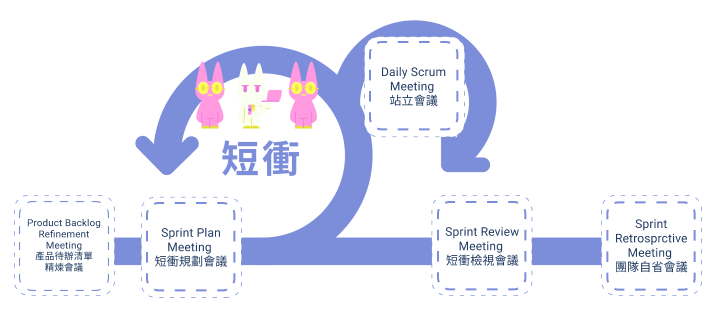 Daily Scrum
Meeting
站立會議
短衝
Product Backlog
Refinement
Meeting
產品待辦清單
精煉會議
Sprint Plan
Meeting
短衝規劃會議
Sprint Review
Meeting
短衝檢視會議
Sprint
Retrosprctive
Meeting
團隊自省會議